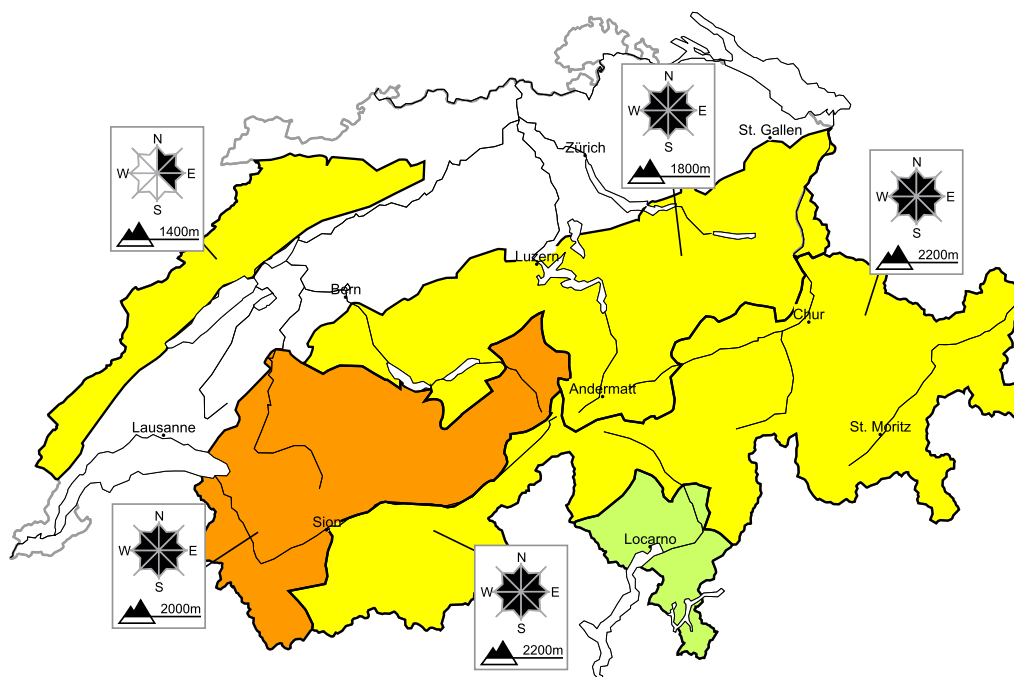 N
W E
S
1800m
St. Gallen
Zürich
N
W E
S
1400m
N
W E
S
2200m
Luzern
Bern
Chur
Andermatt
Lausanne
St. Moritz
N
W E
S
2000m
Sion
Locarno
N
W E
S
2200m